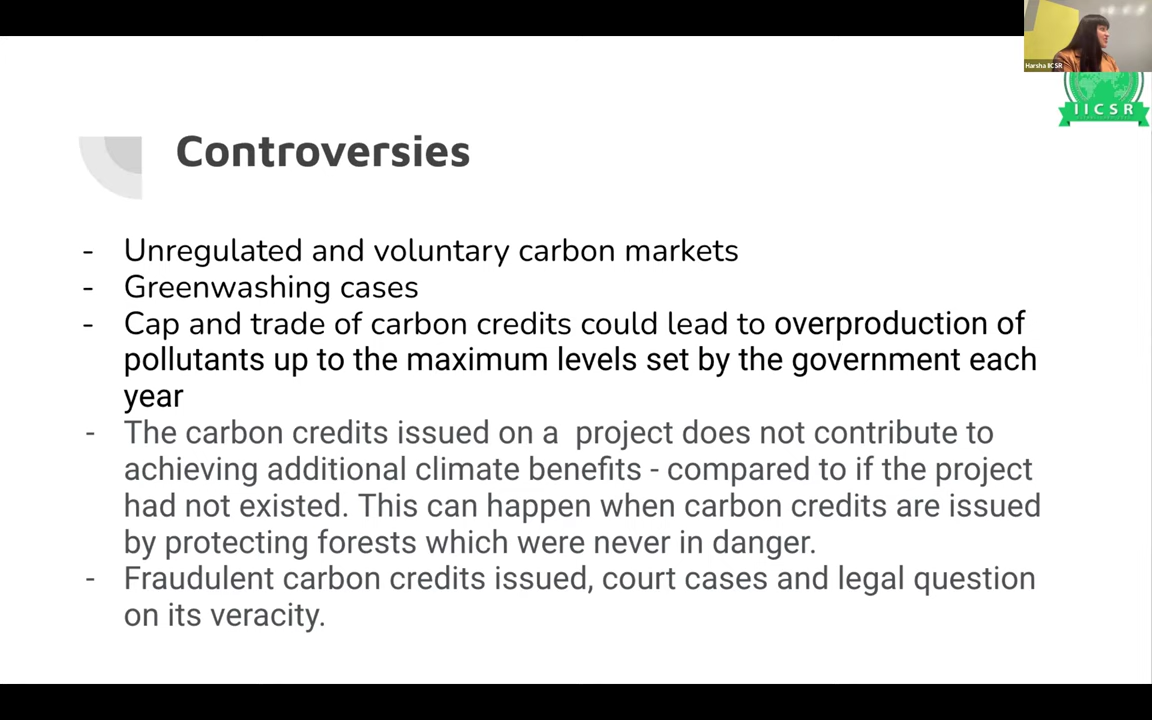 Harsha IICSR
IICSR
Controversies
- Unregulated and voluntary carbon markets
- Greenwashing cases
- Cap and trade of carbon credits could lead to overproduction of
pollutants up to the maximum levels set by the government each
year
- The carbon credits issued on a  project does not contribute to
achieving additional climate benefits - compared to if the project
had not existed. This can happen when carbon credits are issued
by protecting forests which were never in danger.
- Fraudulent carbon credits issued, court cases and legal question
on its veracity.